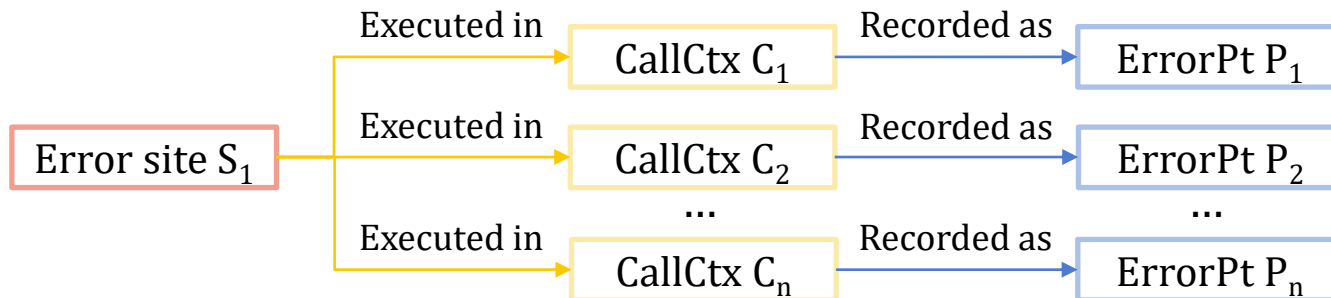 Executed in Recorded as
CallCtx C₁ ErrorPt P₁
Executed in Recorded as
Error site S₁ CallCtx C₂ ErrorPt P₂
... ...
Executed in Recorded as
CallCtx Cₙ ErrorPt Pₙ